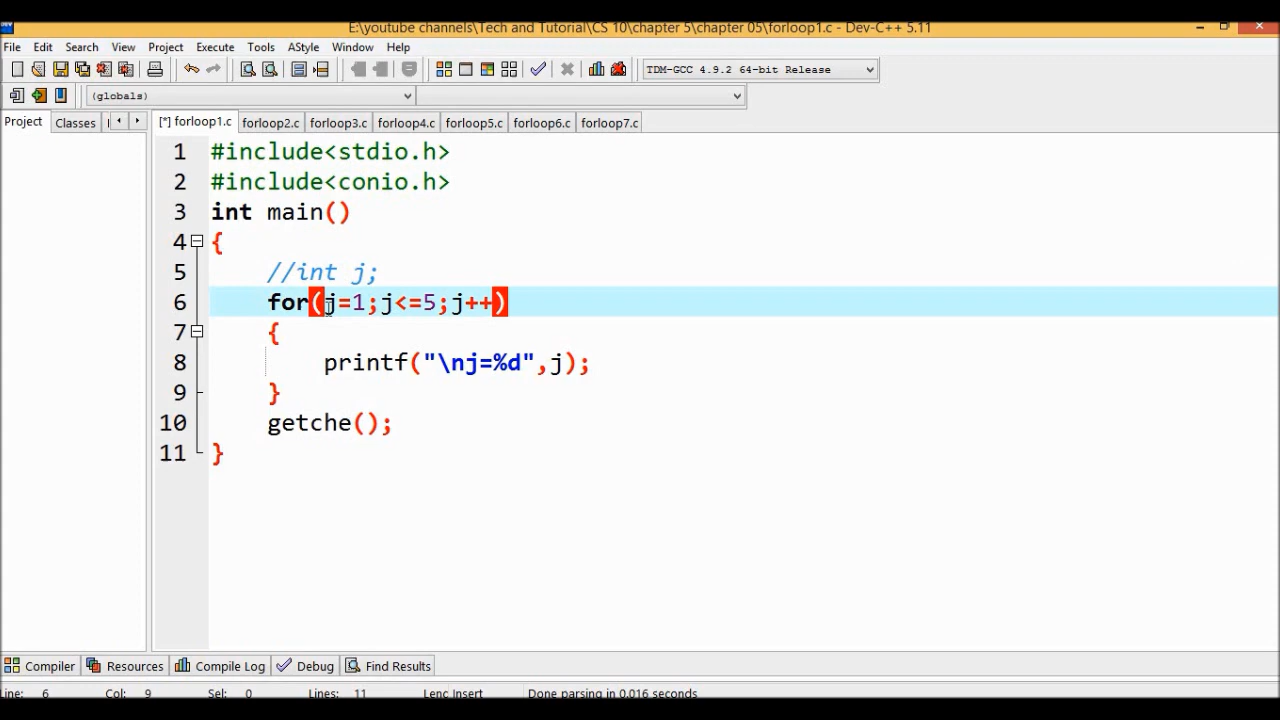 E:\youtube channels\Tech and Tutorial\CS 10\chapter 5\chapter 05\forloop1.c - Dev-C++ 5.11
File Edit Search View Project Execute Tools AStyle Window Help
TDM-GCC 4.9.2 64-bit Release
(globals)
Project Classes
[*] forloop1.c forloop2.c forloop3.c forloop4.c forloop5.c forloop6.c forloop7.c
1 #include<stdio.h>
2 #include<conio.h>
3 int main()
4 {
5 //int j;
6 for(j=1;j<=5;j++)
7 {
8 printf("\nj=%d",j);
9 }
10 getche();
11 }
Compiler Resources Compile Log Debug Find Results
Line: 6 Col: 9 Sel: 0 Lines: 11 Insert Done parsing in 0.016 seconds